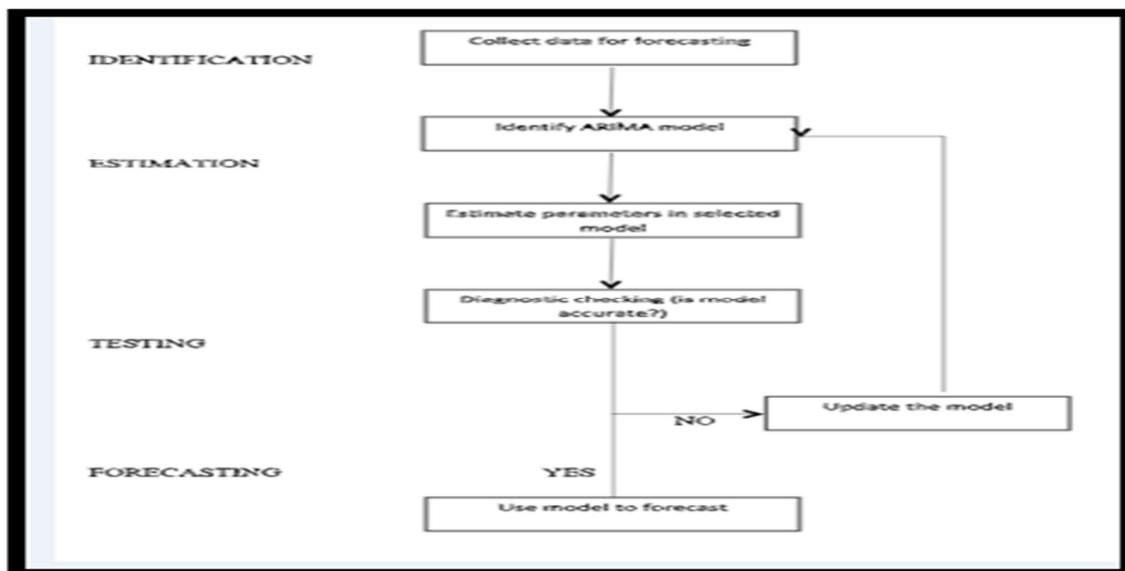 Collect data for forecasting
IDENTIFICATION
Identify ARIMA model
ESTIMATION
Estimate parameters in selected
model
Diagnostic checking (is model
accurate?)
TESTING
Update the model
NO
FORECASTING
YES
Use model to forecast